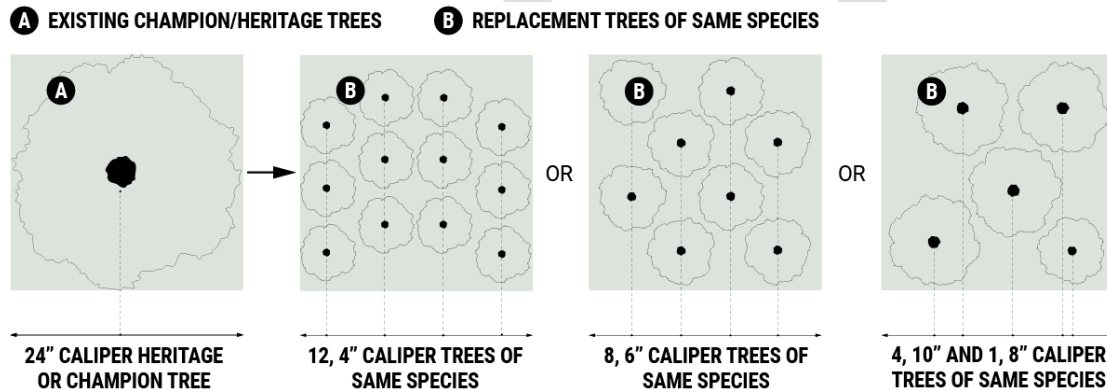 A EXISTING CHAMPION/HERITAGE TREES
B REPLACEMENT TREES OF SAME SPECIES
A
B
OR
B
OR
B
24” CALIPER HERITAGE
OR CHAMPION TREE
12, 4” CALIPER TREES OF
SAME SPECIES
8, 6” CALIPER TREES OF
SAME SPECIES
4, 10” AND 1, 8” CALIPER
TREES OF SAME SPECIES